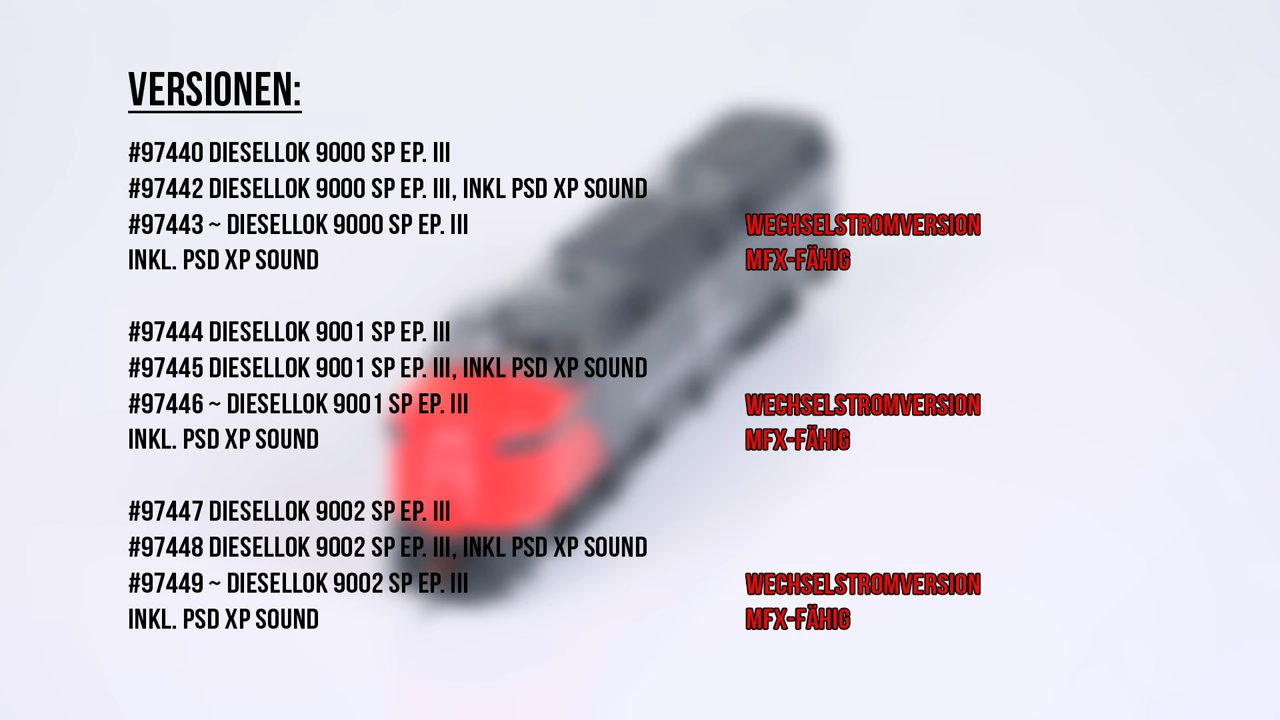 VERSIONEN:
#97440 DIESELLOK 9000 SP EP. III
#97442 DIESELLOK 9000 SP EP. III, INKL PSD XP SOUND
#97443 ~ DIESELLOK 9000 SP EP. III WECHSELSTROMVERSION
INKL. PSD XP SOUND MFX-FÄHIG
#97444 DIESELLOK 9001 SP EP. III
#97445 DIESELLOK 9001 SP EP. III, INKL PSD XP SOUND
#97446 ~ DIESELLOK 9001 SP EP. III WECHSELSTROMVERSION
INKL. PSD XP SOUND MFX-FÄHIG
#97447 DIESELLOK 9002 SP EP. III
#97448 DIESELLOK 9002 SP EP. III, INKL PSD XP SOUND
#97449 ~ DIESELLOK 9002 SP EP. III WECHSELSTROMVERSION
INKL. PSD XP SOUND MFX-FÄHIG